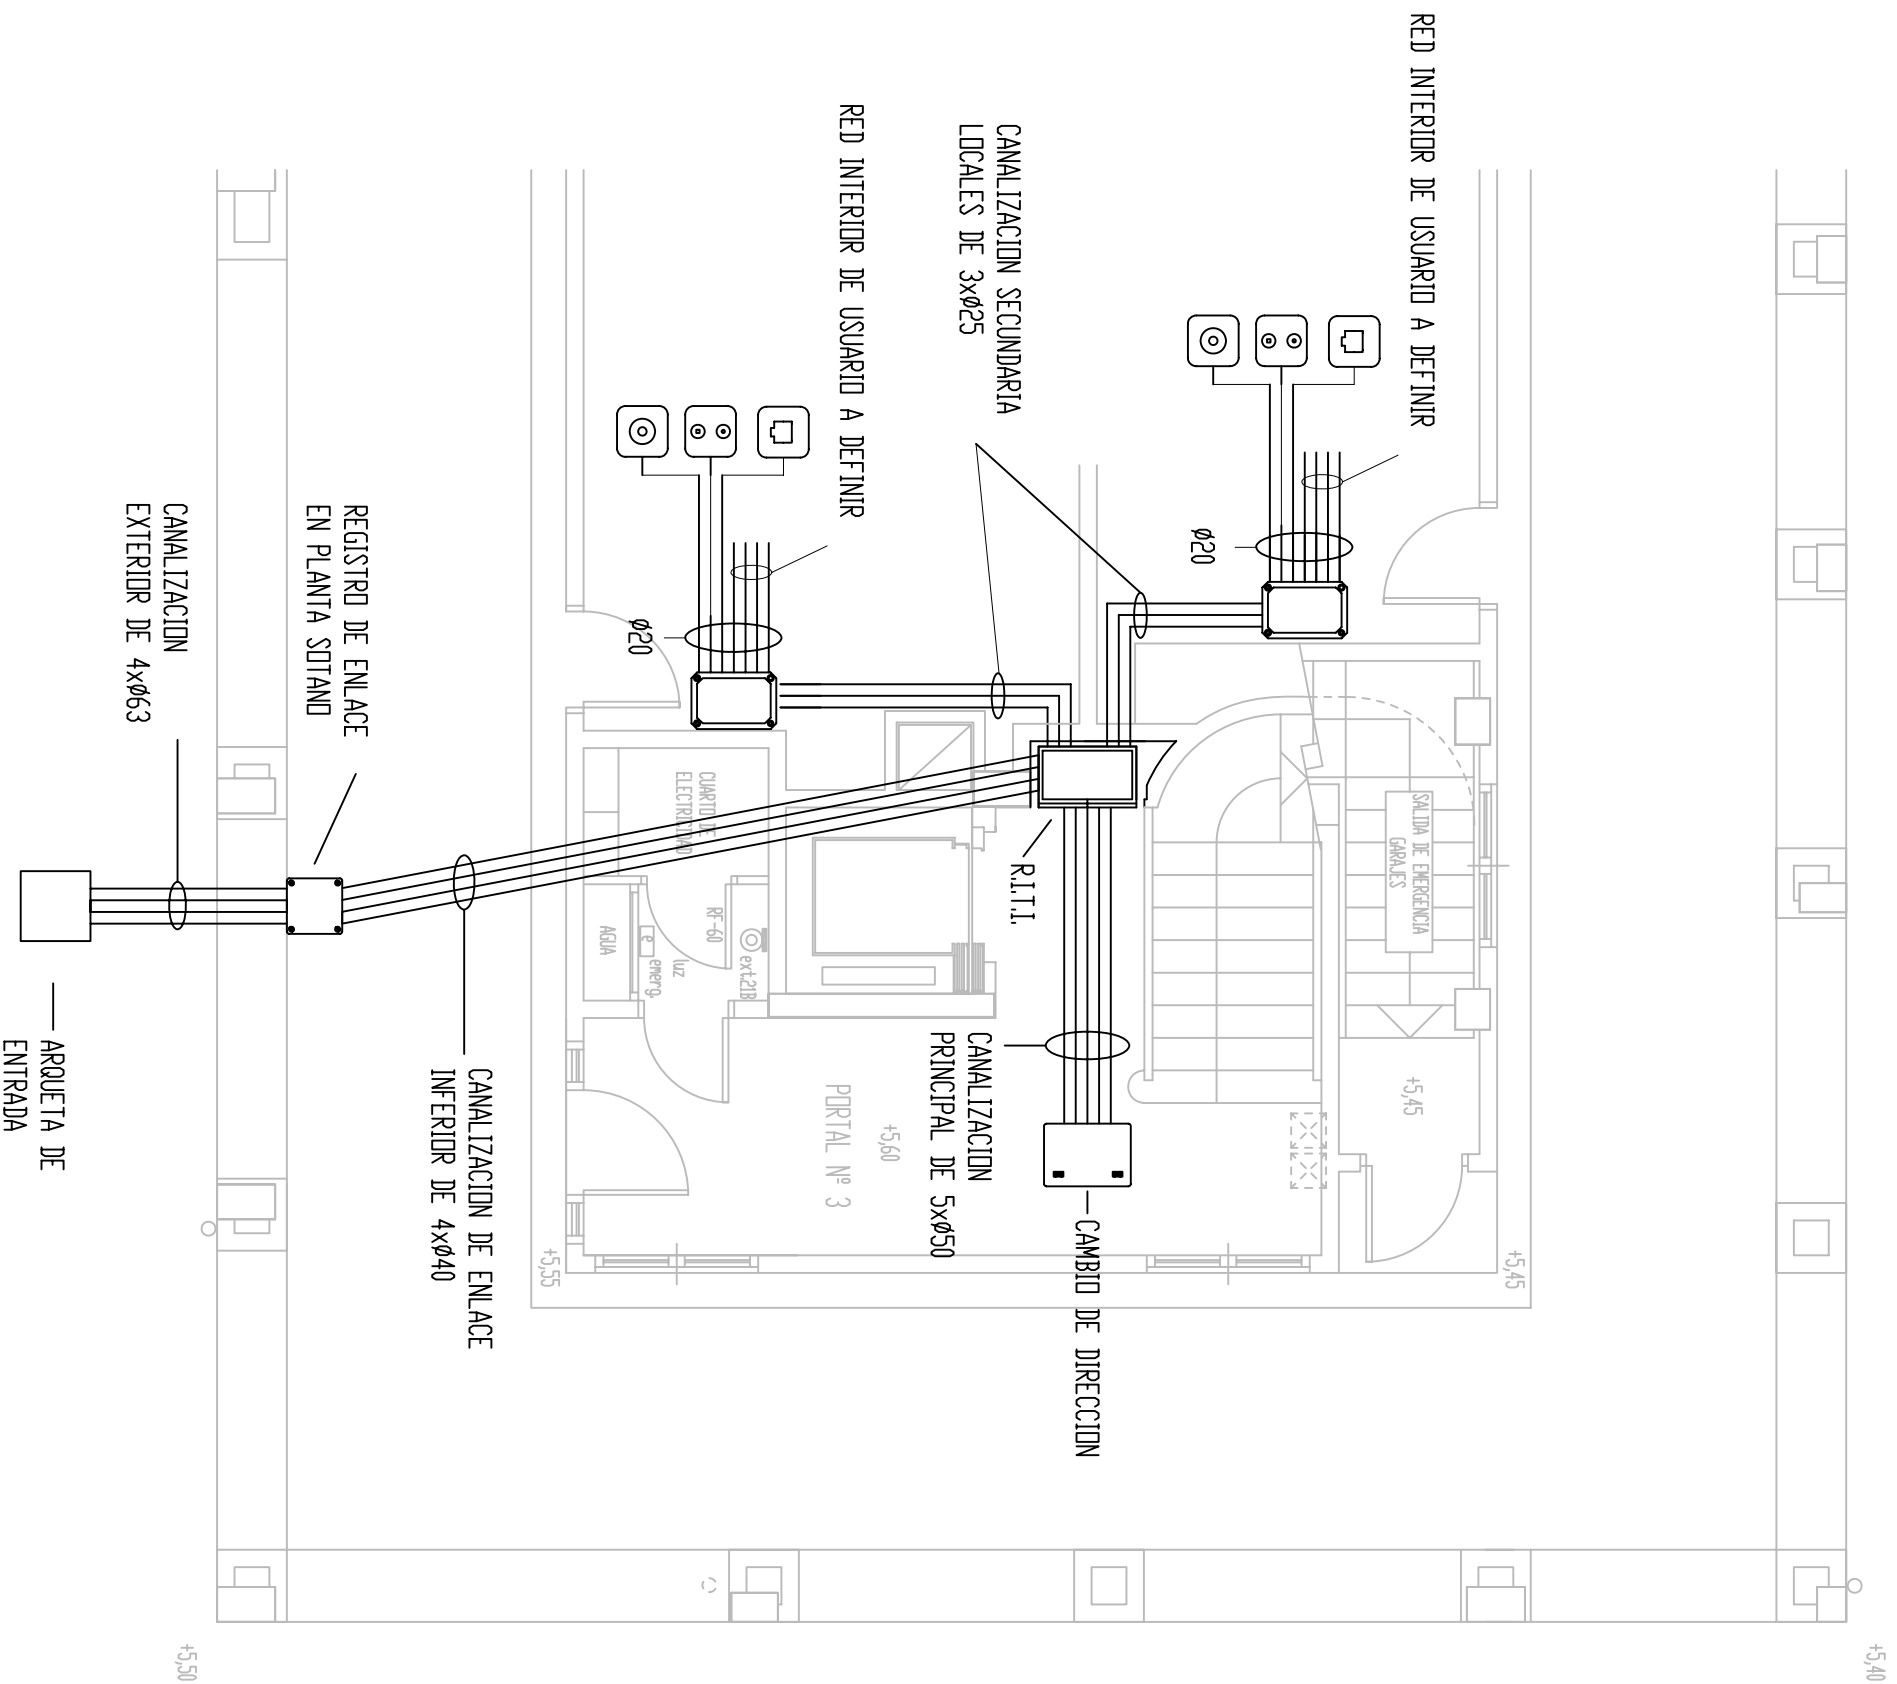 RED INTERIOR DE USUARIO A DEFINIR
Ø20
CANALIZACION SECUNDARIA
LOCALES DE 3xØ25
RED INTERIOR DE USUARIO A DEFINIR
Ø20
REGISTRO DE ENLACE
EN PLANTA SOTANO
CANALIZACION
EXTERIOR DE 4xØ63
SALIDA DE EMERGENCIA
GARAJES
R.I.T.I.
CUARTO DE
ELECTRICIDAD
RF-60
ext.21B
luz
emerg.
e
AGUA
+5,45
CANALIZACION
PRINCIPAL DE 5xØ50
+5,60
PORTAL Nº 3
CANALIZACION DE ENLACE
INFERIOR DE 4xØ40
ARQUETA DE
ENTRADA
CAMBIO DE DIRECCION
+5,45
+5,55
+5,40
+5,50